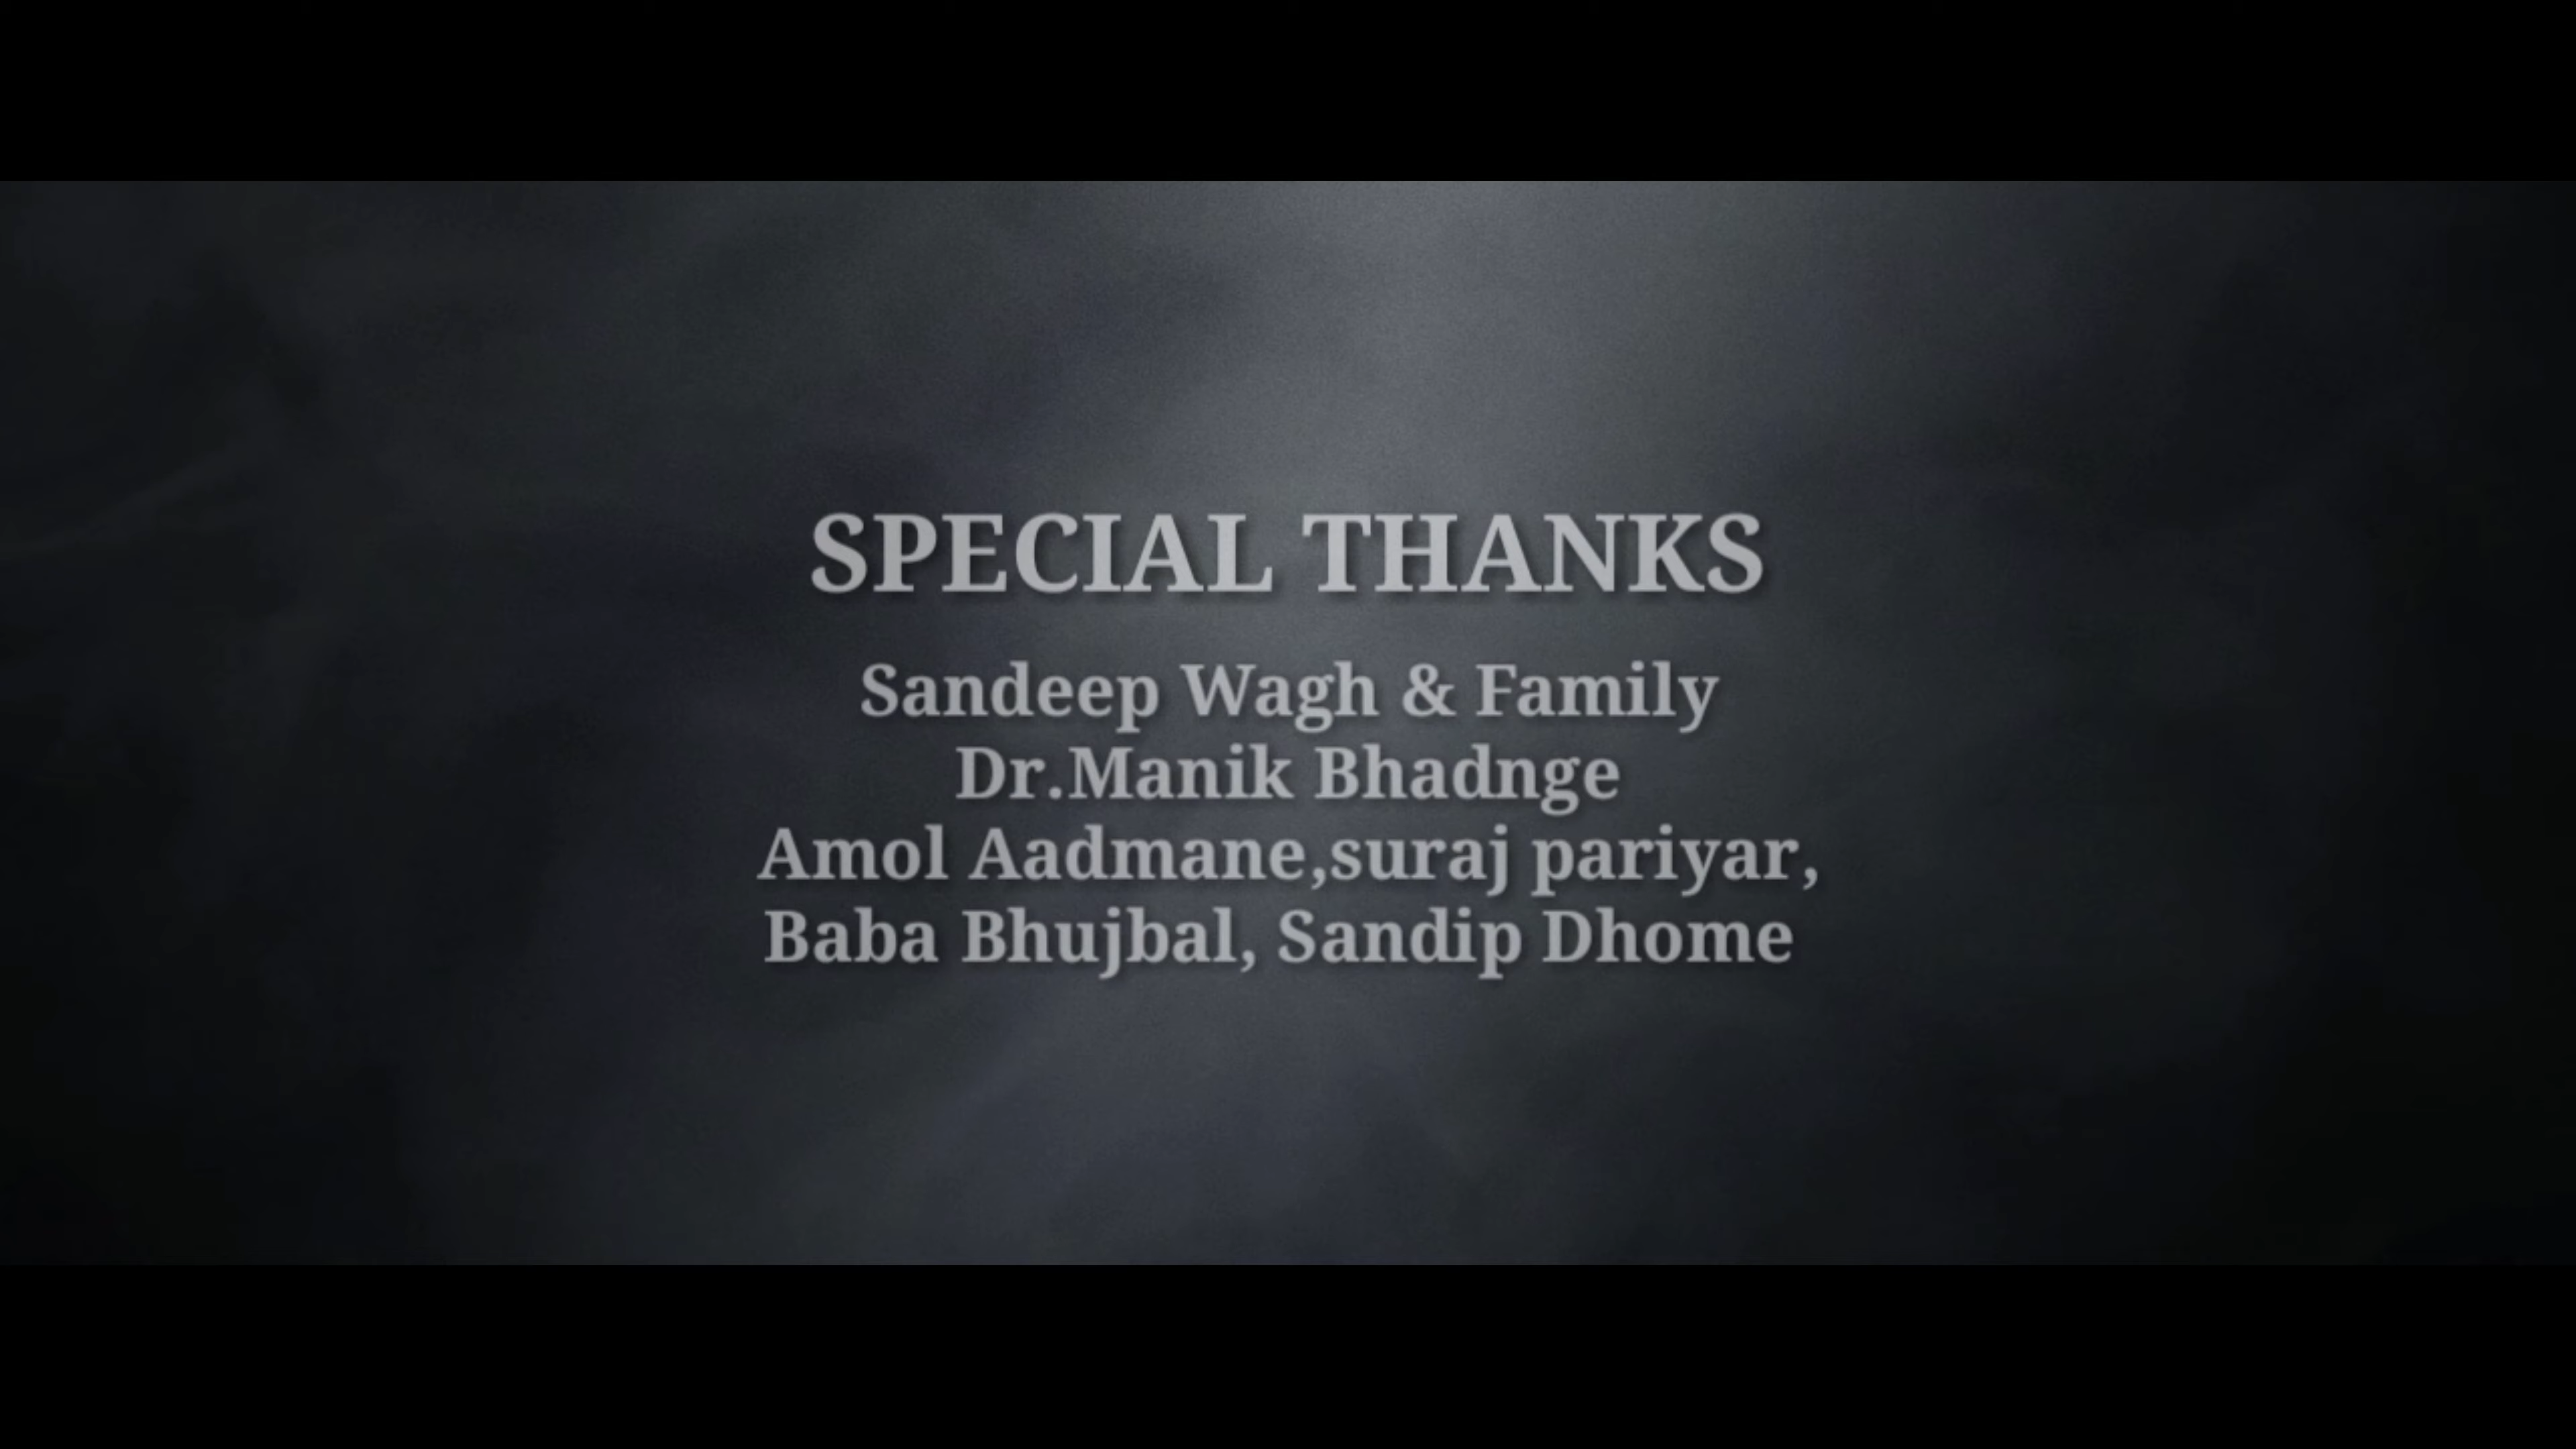 SPECIAL THANKS
Sandeep Wagh & Family
Dr.Manik Bhadnge
Amol Aadmane,suraj pariyar,
Baba Bhujbal, Sandip Dhome